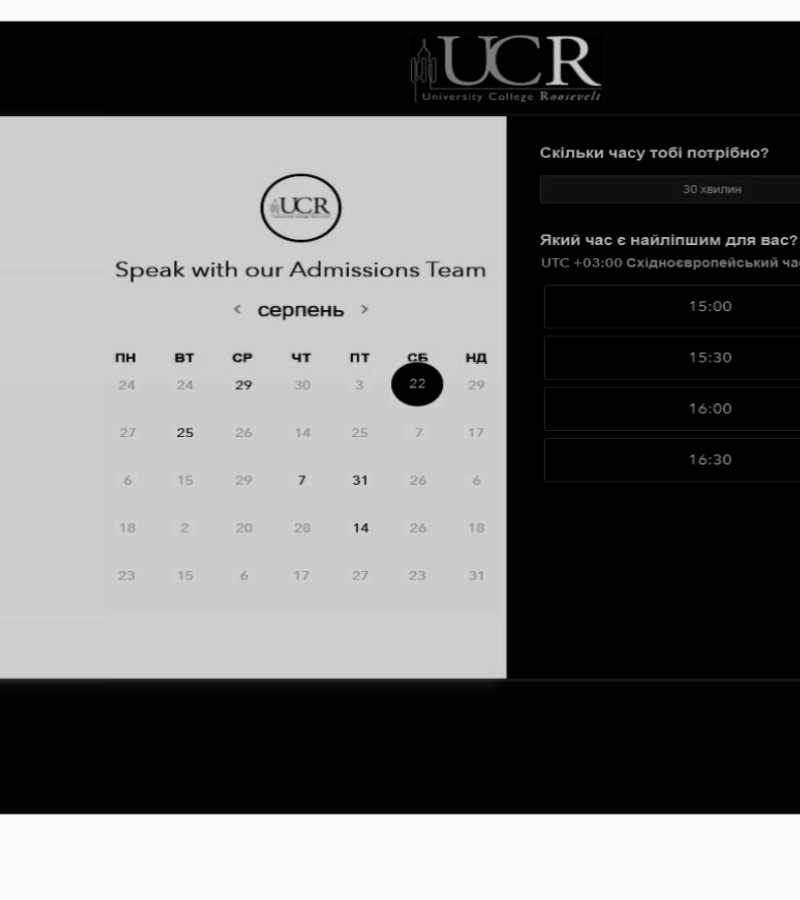 UCR
University College Roosevelt
UCR
Speak with our Admissions Team
< серпень >
ПН ВТ СР ЧТ ПТ СБ НД
24 24 29 30 3 22 29
27 25 26 14 25 7 17
6 15 29 7 31 26 6
18 2 20 28 14 26 18
23 15 6 17 27 23 31
Скільки часу тобі потрібно?
30 хвилин
Який час є найліпшим для вас?
UTC +03:00 Східноєвропейський ча
15:00
15:30
16:00
16:30